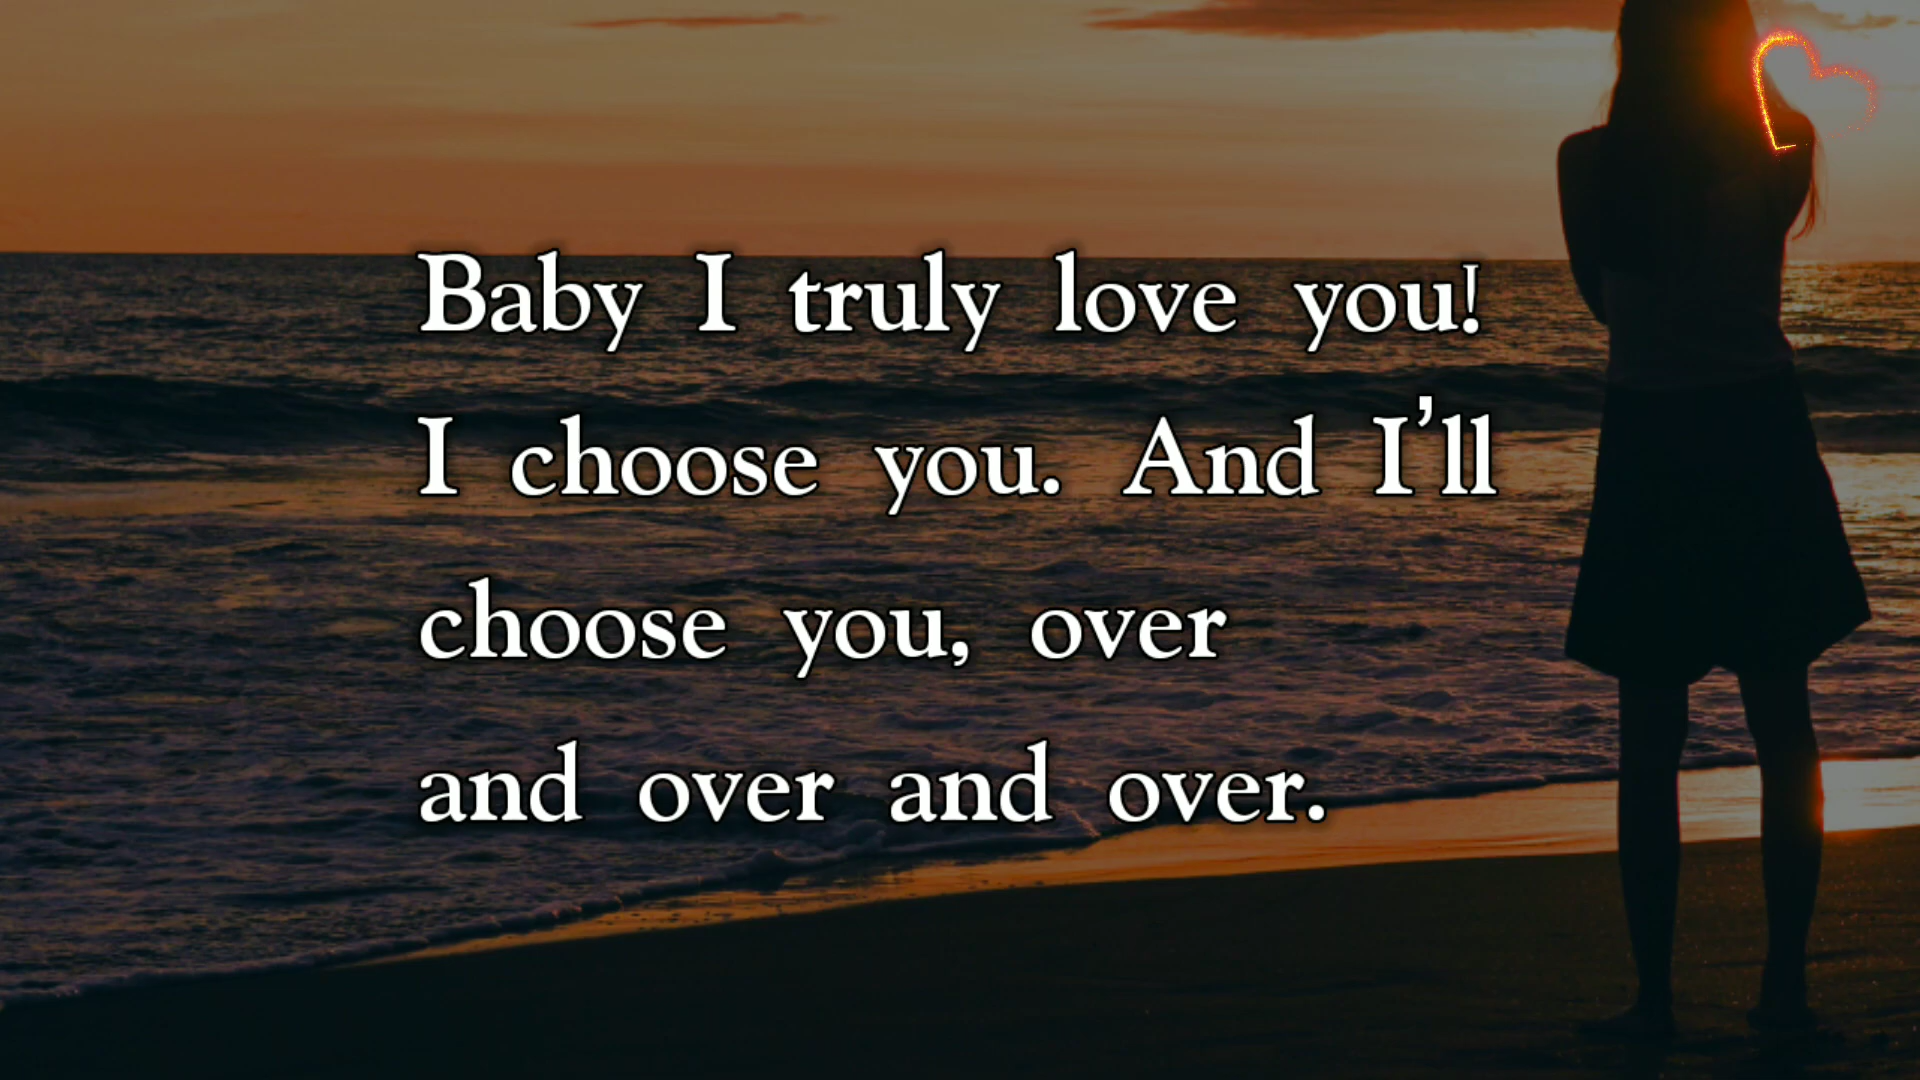 Baby I truly love you!
I choose you. And I'll
choose you, over
and over and over.